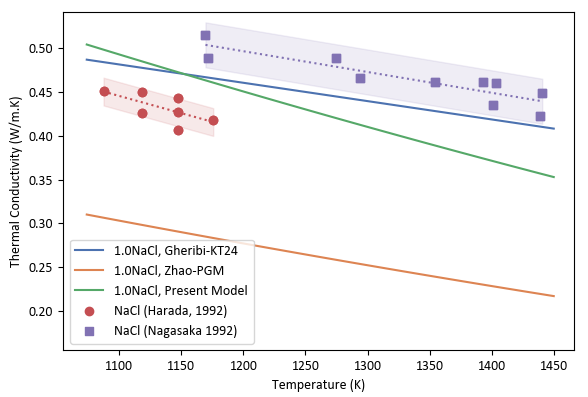 0.50
0.45
0.40
0.35
0.30
0.25
0.20
Thermal Conductivity (W/m.K)
1.0NaCl, Gheribi-KT24
1.0NaCl, Zhao-PGM
1.0NaCl, Present Model
NaCl (Harada, 1992)
NaCl (Nagasaka 1992)
1100 1150 1200 1250 1300 1350 1400 1450
Temperature (K)